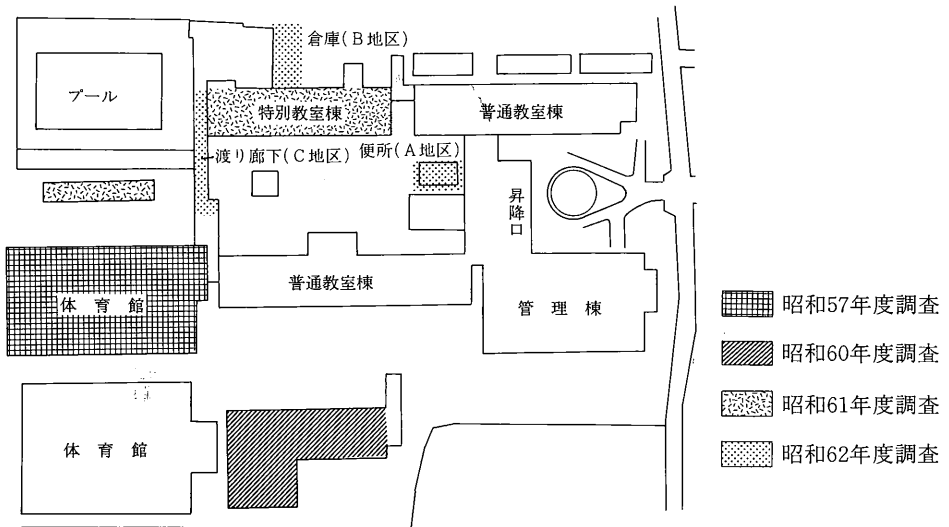 倉庫(B地区)
プール
特別教室棟
普通教室棟
渡り廊下(C地区)
便所(A地区)
昇降口
普通教室棟
体育館
管理棟
体育館
昭和57年度調査
昭和60年度調査
昭和61年度調査
昭和62年度調査